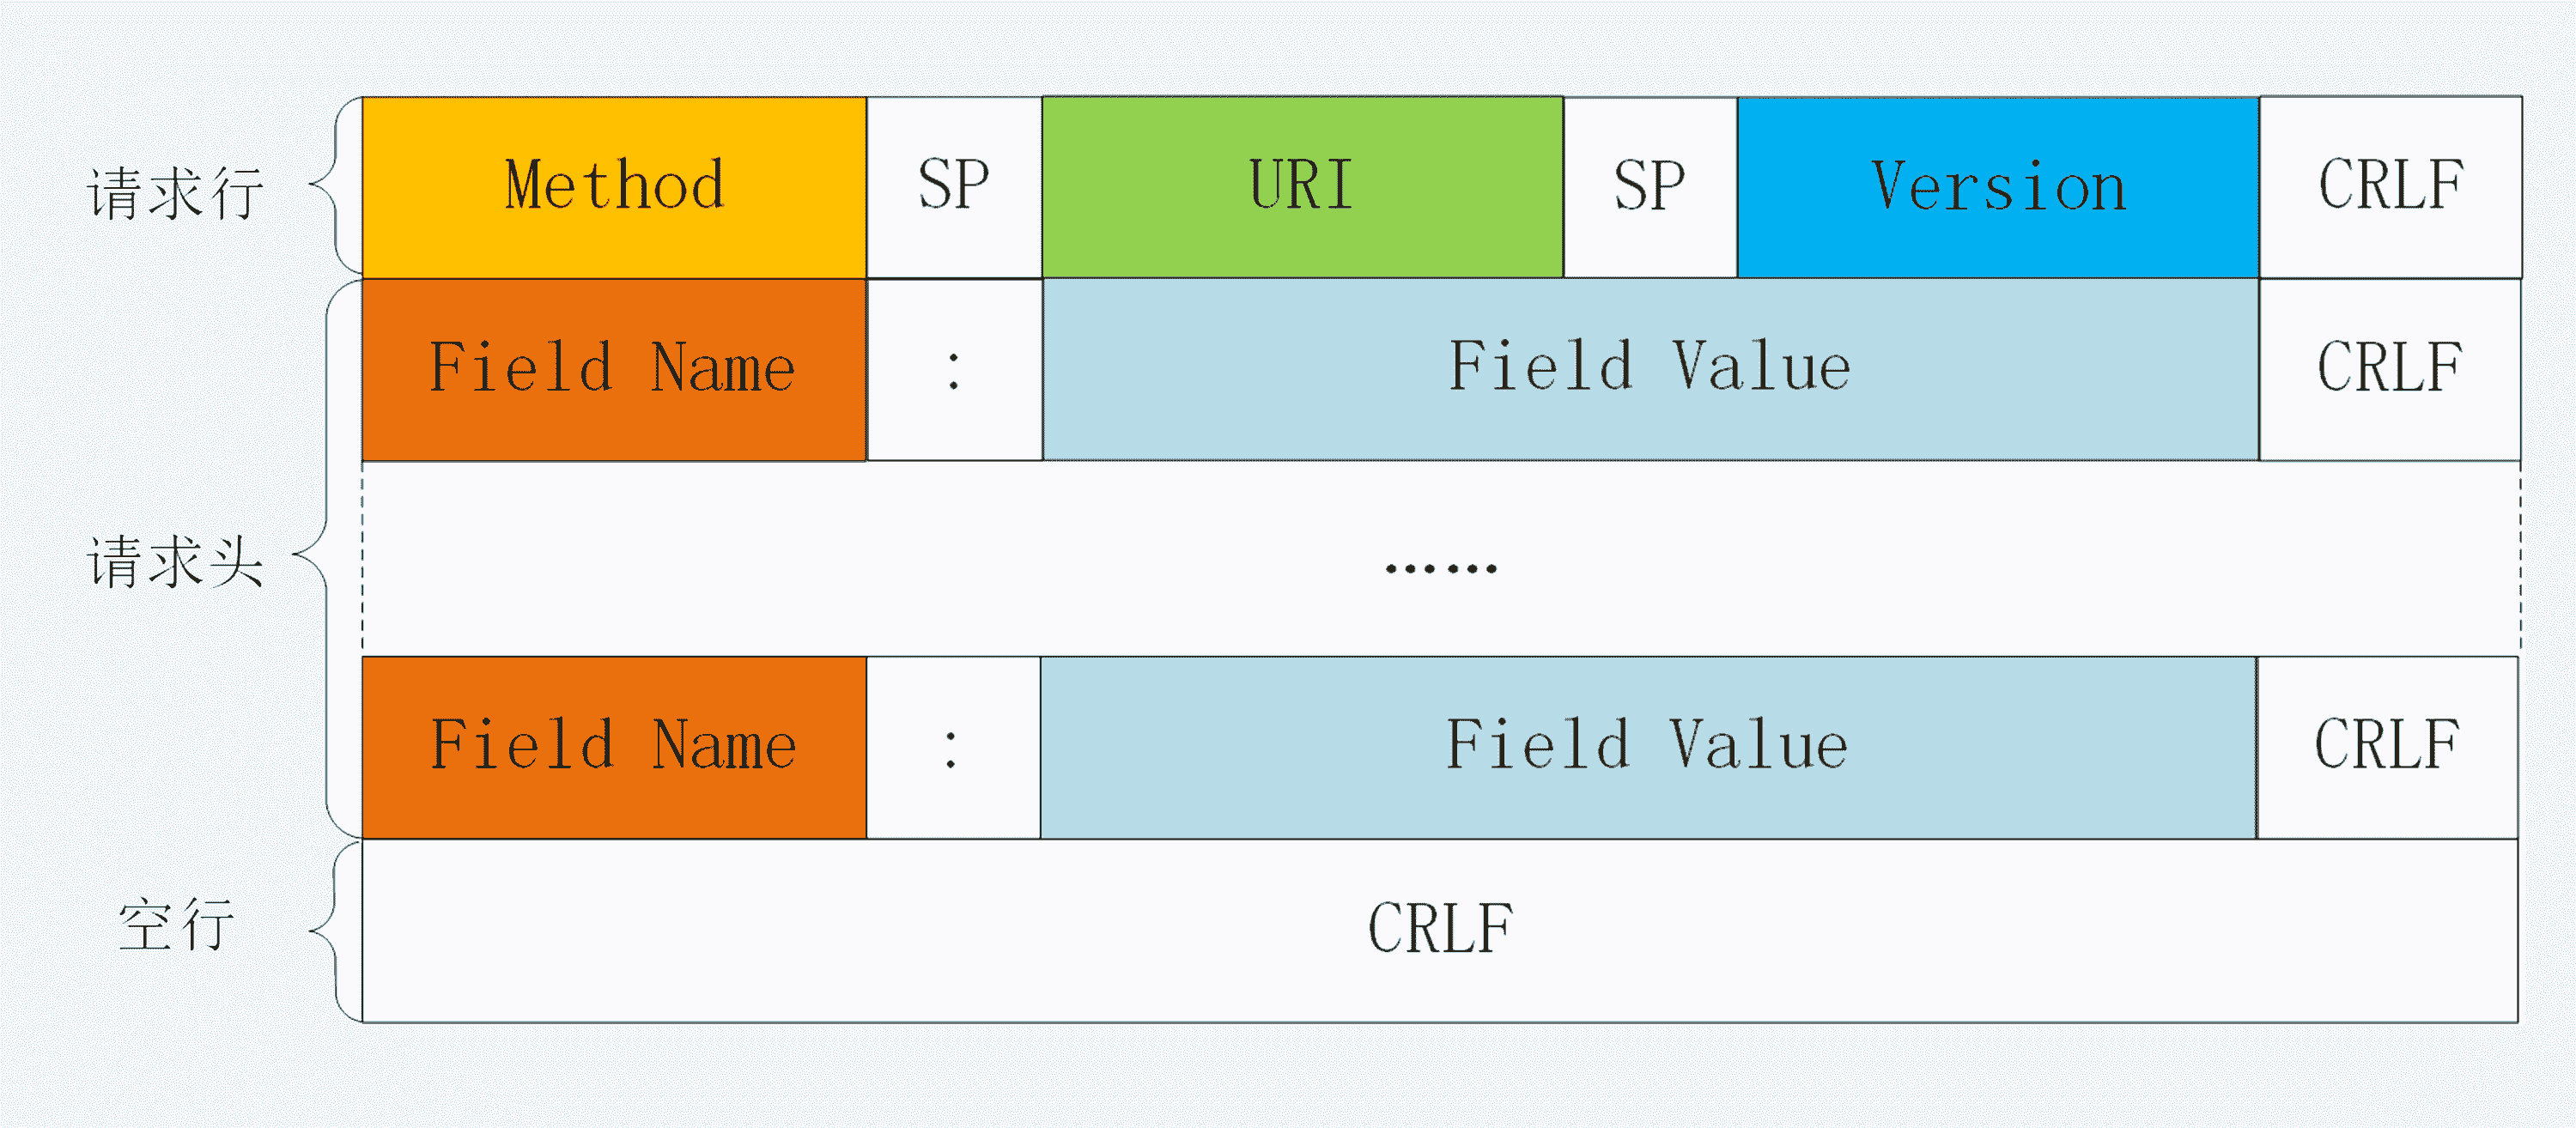 请求行 Method SP URI SP Version CRLF
Field Name : Field Value CRLF
请求头 ……
Field Name : Field Value CRLF
空行 CRLF